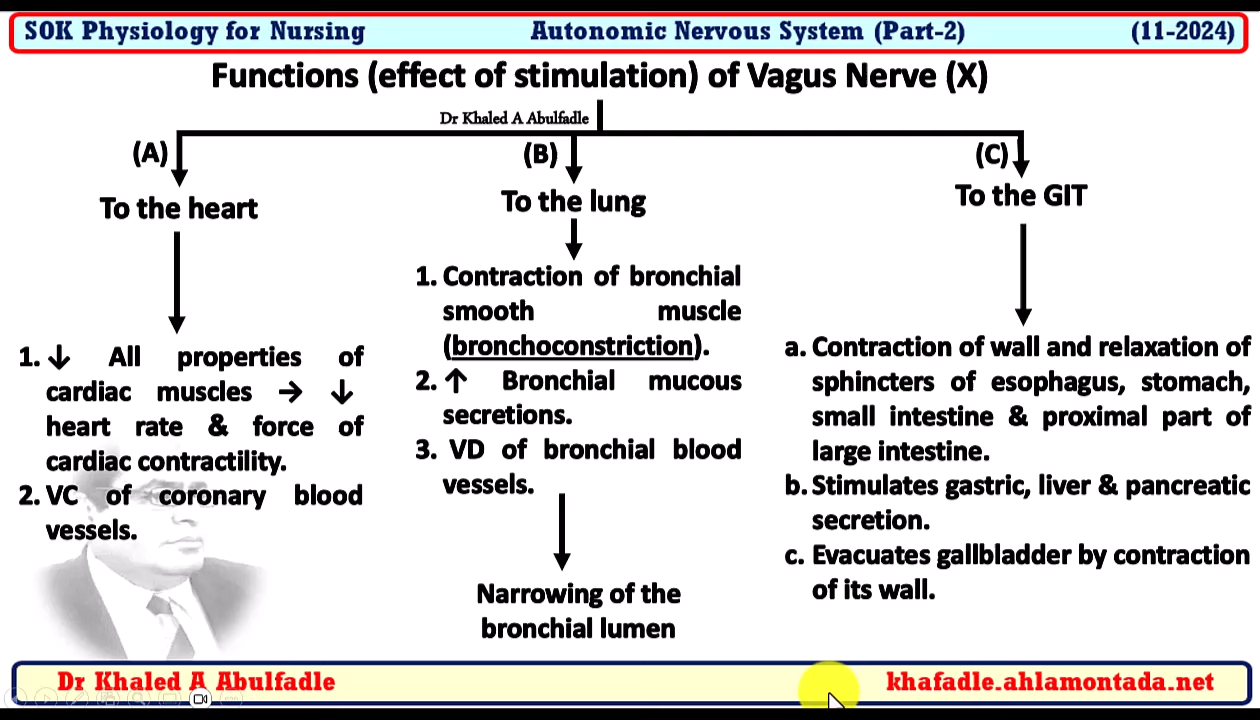 SOK Physiology for Nursing Autonomic Nervous System (Part-2) (11-2024)
Functions (effect of stimulation) of Vagus Nerve (X)
Dr Khaled A Abulfadle
(A)
To the heart
1. ↓ All properties of
cardiac muscles → ↓
heart rate & force of
cardiac contractility.
2. VC of coronary blood
vessels.
(B)
To the lung
1. Contraction of bronchial
smooth muscle
(bronchoconstriction).
2. ↑ Bronchial mucous
secretions.
3. VD of bronchial blood
vessels.
Narrowing of the
bronchial lumen
(C)
To the GIT
a. Contraction of wall and relaxation of
sphincters of esophagus, stomach,
small intestine & proximal part of
large intestine.
b. Stimulates gastric, liver & pancreatic
secretion.
c. Evacuates gallbladder by contraction
of its wall.
Dr Khaled A Abulfadle khafadle.ahlamontada.net